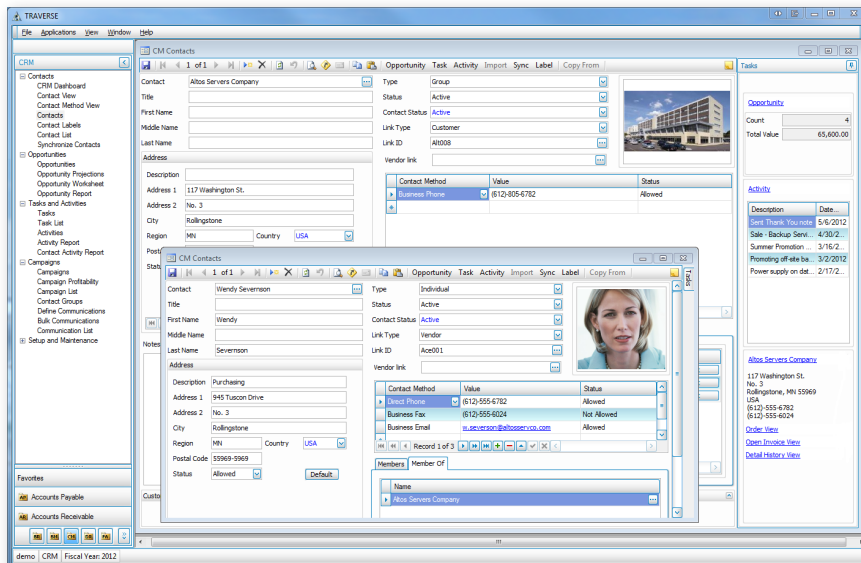 TRAVERSE
File Applications View Window Help
CRM
Contacts
CRM Dashboard
Contact View
Contact Method View
Contacts
Contact Labels
Contact List
Synchronize Contacts
Opportunities
Opportunities
Opportunity Projections
Opportunity Worksheet
Opportunity Report
Tasks and Activities
Tasks
Task List
Activities
Activity Report
Contact Activity Report
Campaigns
Campaigns
Campaign Profitability
Campaign List
Contact Groups
Define Communications
Bulk Communications
Communication List
Setup and Maintenance
Favorites
Accounts Payable
Accounts Receivable
demo CRM Fiscal Year: 2012
CM Contacts
1 of 1 Opportunity Task Activity Import Sync Label Copy From
Contact Altos Servers Company
Title
First Name
Middle Name
Last Name
Address
Description
Address 1 117 Washington St.
Address 2 No. 3
City Rollingstone
Region MN Country USA
Type Group
Status Active
Contact Status Active
Link Type Customer
Link ID Alt008
Vendor link
Contact Method Value Status
Business Phone (612)-805-6782 Allowed
Notes
CM Contacts
1 of 1 Opportunity Task Activity Import Sync Label Copy From
Contact Wendy Severnson
Title
First Name Wendy
Middle Name
Last Name Severnson
Address
Description Purchasing
Address 1 945 Tuscon Drive
Address 2 No. 3
City Rollingstone
Region MN Country USA
Postal Code 55969-5969
Status Allowed Default
Type Individual
Status Active
Contact Status Active
Link Type Vendor
Link ID Ace001
Vendor link
Contact Method Value Status
Direct Phone (612)-555-6782 Allowed
Business Fax (612)-555-6024 Not Allowed
Business Email w.severson@altosservco.com Allowed
Record 1 of 3
Members Member Of
Name
Altos Servers Company
Tasks
Tasks
Opportunity
Count 4
Total Value 65,600.00
Activity
Description Date...
Sent Thank You note 5/6/2012
Sale - Backup Servi... 4/30/2...
Summer Promotion ... 3/16/2...
Promoting off-site ba... 3/2/2012
Power supply on dat... 2/17/2...
Altos Servers Company
117 Washington St.
No. 3
Rollingstone, MN 55969
USA
(612)-555-6782
(612)-555-6024
Order View
Open Invoice View
Detail History View